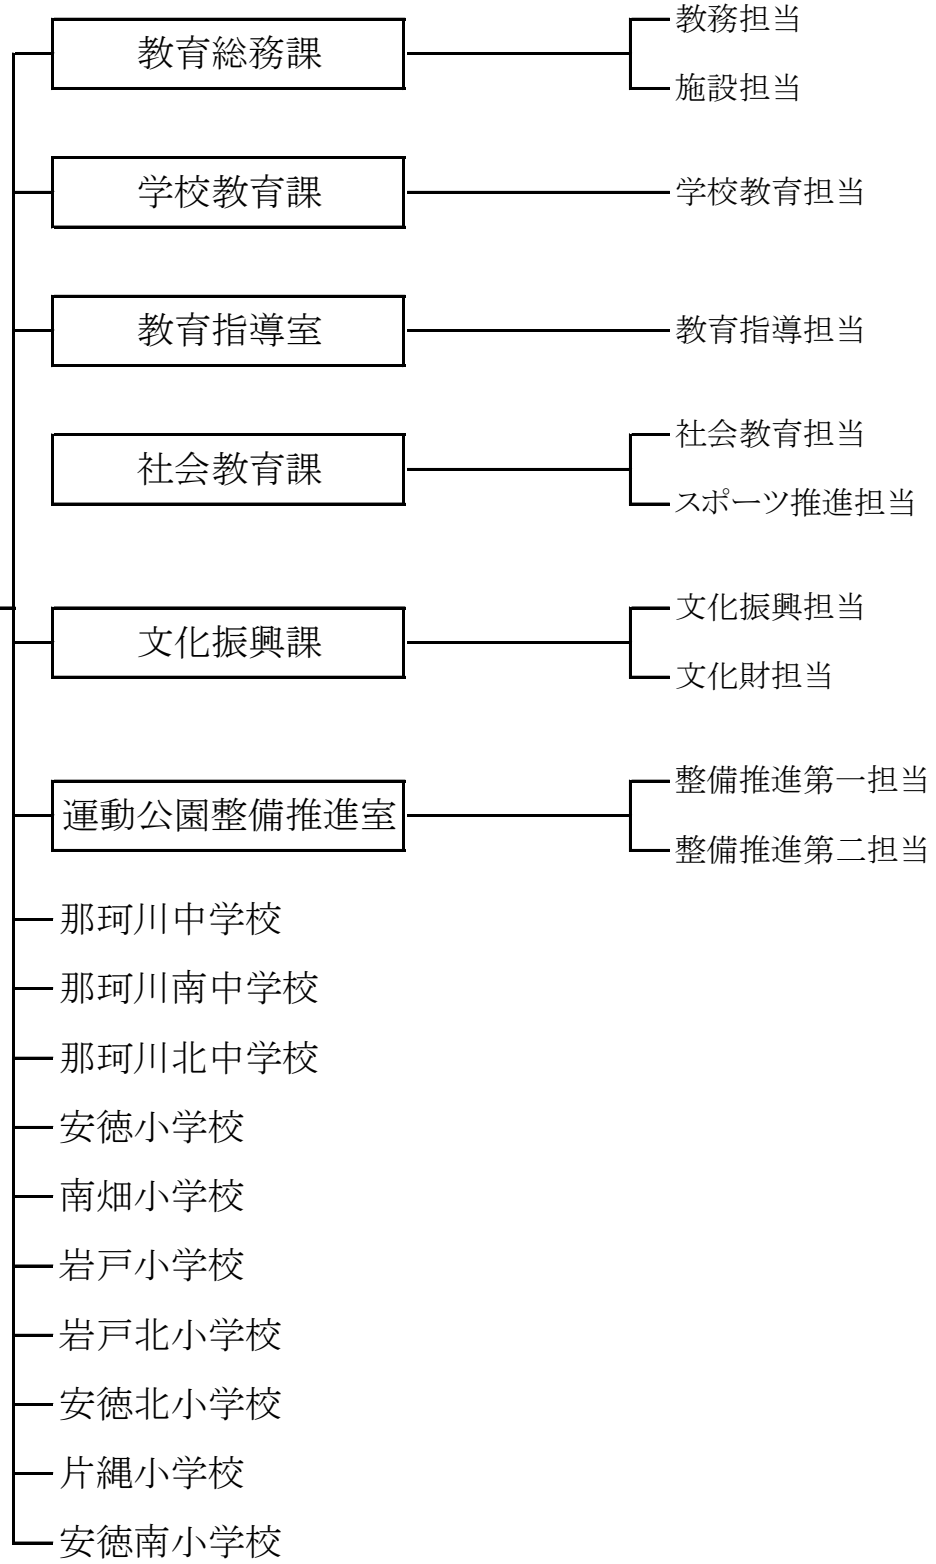 教育総務課
教務担当
施設担当
学校教育課
学校教育担当
教育指導室
教育指導担当
社会教育課
社会教育担当
スポーツ推進担当
文化振興課
文化振興担当
文化財担当
運動公園整備推進室
整備推進第一担当
整備推進第二担当
那珂川中学校
那珂川南中学校
那珂川北中学校
安徳小学校
南畑小学校
岩戸小学校
岩戸北小学校
安徳北小学校
片縄小学校
安徳南小学校